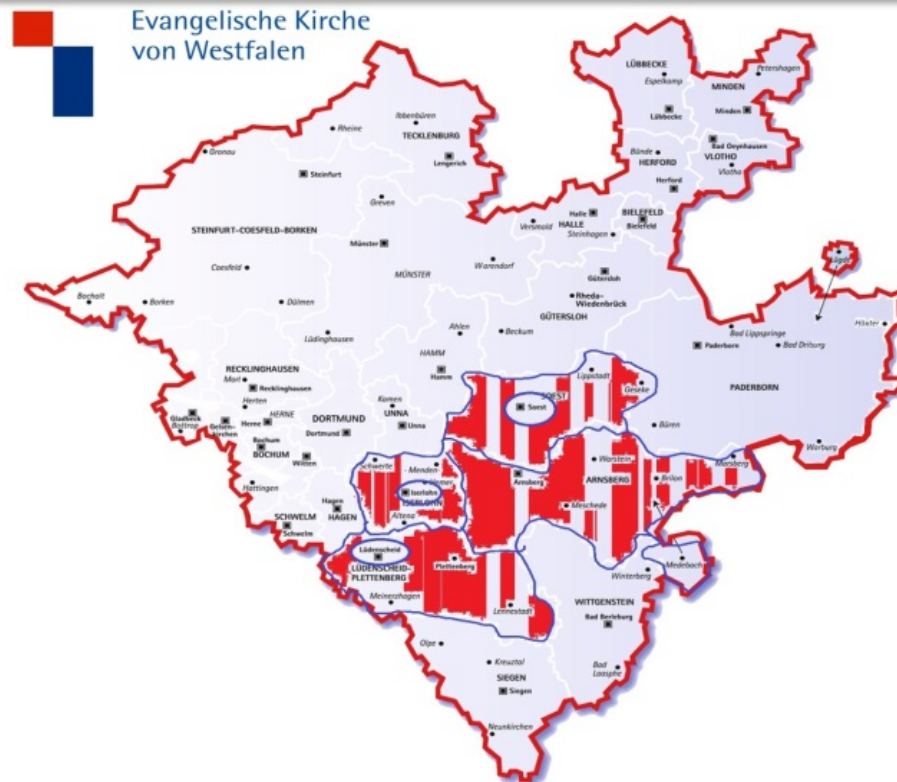 Evangelische Kirche
von Westfalen
LÜBBECKE
Espelkamp
Petershagen
MINDEN
Minden
Lübbecke
Bad Oeynhausen
VLOTHO
Vlotho
Bünde
HERFORD
Herford
Ibbenbüren
Rheine
TECKLENBURG
Lengerich
Gronau
Steinfurt
Greven
STEINFURT-COESFELD-BORKEN
Münster
MÜNSTER
Coesfeld
Bocholt
Borken
Dülmen
Lüdinghausen
Warendorf
Versmold
Halle
HALLE
Steinhagen
BIELEFELD
Bielefeld
Gütersloh
Rheda-
Wiedenbrück
GÜTERSLOH
Ahlen
Beckum
HAMM
Hamm
Lügde
Höxter
Bad Lippspringe
Paderborn
Bad Driburg
PADERBORN
Büren
Warburg
RECKLINGHAUSEN
Marl
Recklinghausen
Herten
Gladbeck
Bottrop
Gelsen-
kirchen
HERNE
Herne
Bochum
BOCHUM
Witten
Hattingen
DORTMUND
Dortmund
Kamen
UNNA
Unna
Lippstadt
Geseke
SOEST
Soest
Schwerte
Menden
Hemer
Iserlohn
ISERLOHN
Altena
Hagen
HAGEN
SCHWELM
Schwelm
Arnsberg
Warstein
ARNSBERG
Meschede
Brilon
Marsberg
Medebach
Winterberg
Lüdenscheid
LÜDENSCHEID-
PLETTENBERG
Plettenberg
Meinerzhagen
Lennestadt
WITTGENSTEIN
Bad Berleburg
Bad
Laasphe
Olpe
Kreuztal
SIEGEN
Siegen
Neunkirchen